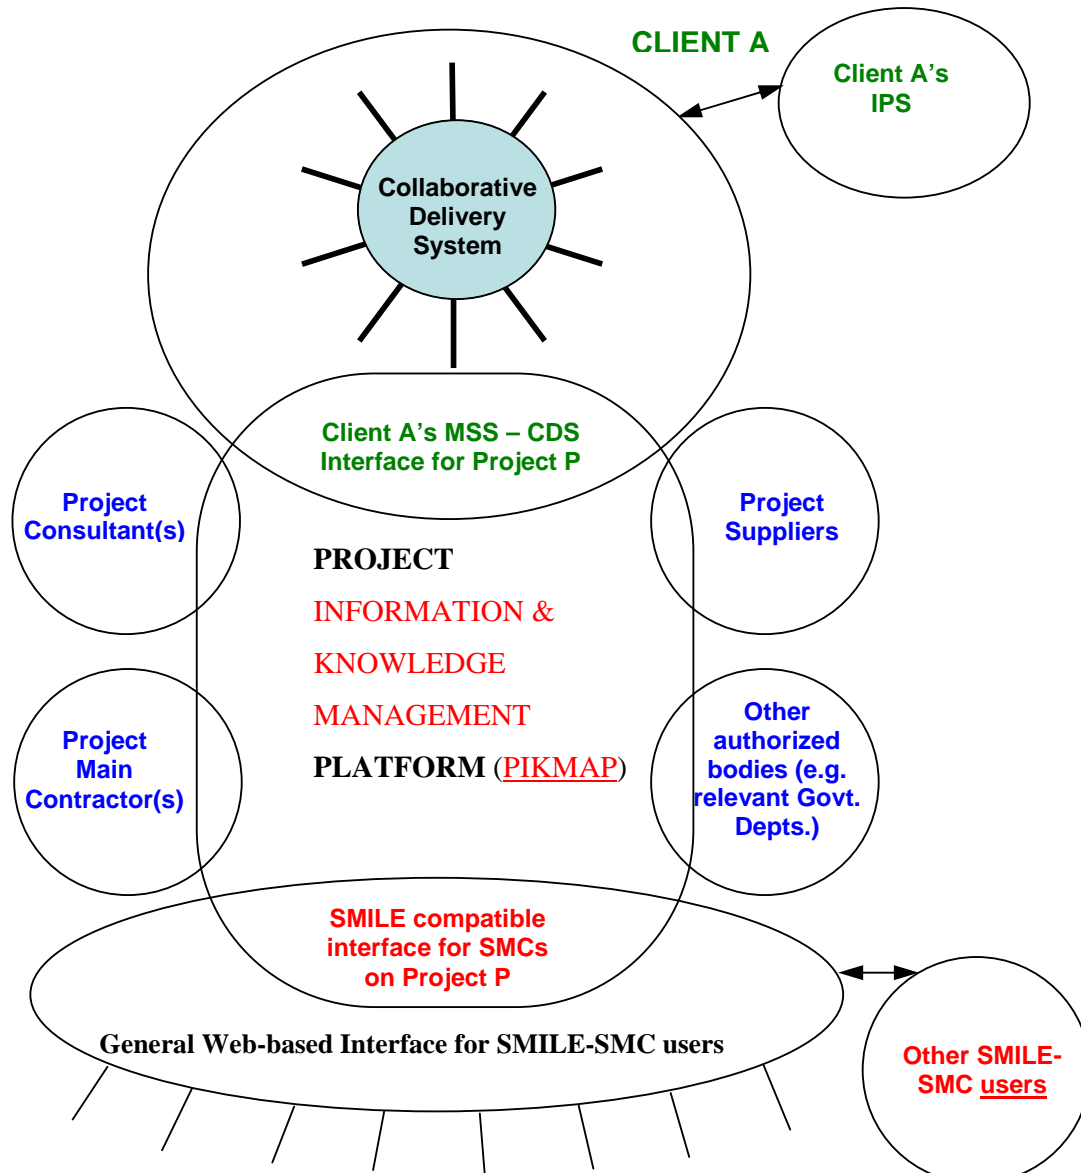 CLIENT A
Client A’s
IPS
Collaborative
Delivery
System
Client A’s MSS – CDS
Interface for Project P
Project
Consultant(s)
Project
Suppliers
PROJECT
INFORMATION &
KNOWLEDGE
MANAGEMENT
PLATFORM (PIKMAP)
Project
Main
Contractor(s)
Other
authorized
bodies (e.g.
relevant Govt.
Depts.)
SMILE compatible
interface for SMCs
on Project P
General Web-based Interface for SMILE-SMC users
Other SMILE-
SMC users